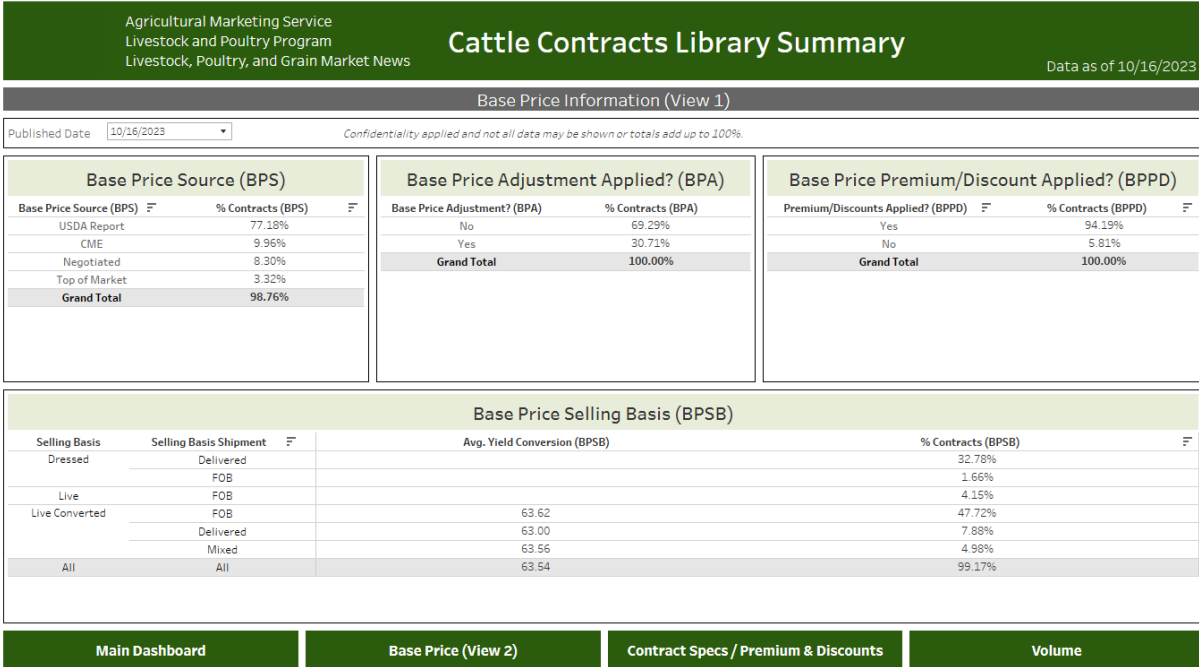 Agricultural Marketing Service
Livestock and Poultry Program
Livestock, Poultry, and Grain Market News
Cattle Contracts Library Summary
Data as of 10/16/2023
Base Price Information (View 1)
Published Date 10/16/2023 Confidentiality applied and not all data may be shown or totals add up to 100%.
Base Price Source (BPS)
Base Price Source (BPS) % Contracts (BPS)
USDA Report 77.18%
CME 9.96%
Negotiated 8.30%
Top of Market 3.32%
Grand Total 98.76%
Base Price Adjustment Applied? (BPA)
Base Price Adjustment? (BPA) % Contracts (BPA)
No 69.29%
Yes 30.71%
Grand Total 100.00%
Base Price Premium/Discount Applied? (BPPD)
Premium/Discounts Applied? (BPPD) % Contracts (BPPD)
Yes 94.19%
No 5.81%
Grand Total 100.00%
Base Price Selling Basis (BPSB)
Selling Basis Selling Basis Shipment Avg. Yield Conversion (BPSB) % Contracts (BPSB)
Dressed Delivered 32.78%
FOB 1.66%
Live FOB 4.15%
Live Converted FOB 63.62 47.72%
Delivered 63.00 7.88%
Mixed 63.56 4.98%
All All 63.54 99.17%
Main Dashboard Base Price (View 2) Contract Specs / Premium & Discounts Volume